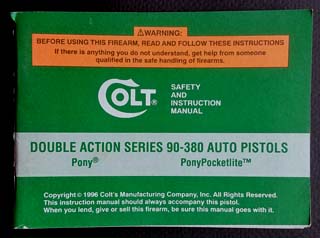 ⚠WARNING:
BEFORE USING THIS FIREARM, READ AND FOLLOW THESE INSTRUCTIONS
If there is anything you do not understand, get help from someone
qualified in the safe handling of firearms.
COLT®
SAFETY
AND
INSTRUCTION
MANUAL
DOUBLE ACTION SERIES 90-380 AUTO PISTOLS
Pony® PonyPocketlite™
Copyright © 1996 Colt's Manufacturing Company, Inc. All Rights Reserved.
This instruction manual should always accompany this pistol.
When you lend, give or sell this firearm, be sure this manual goes with it.